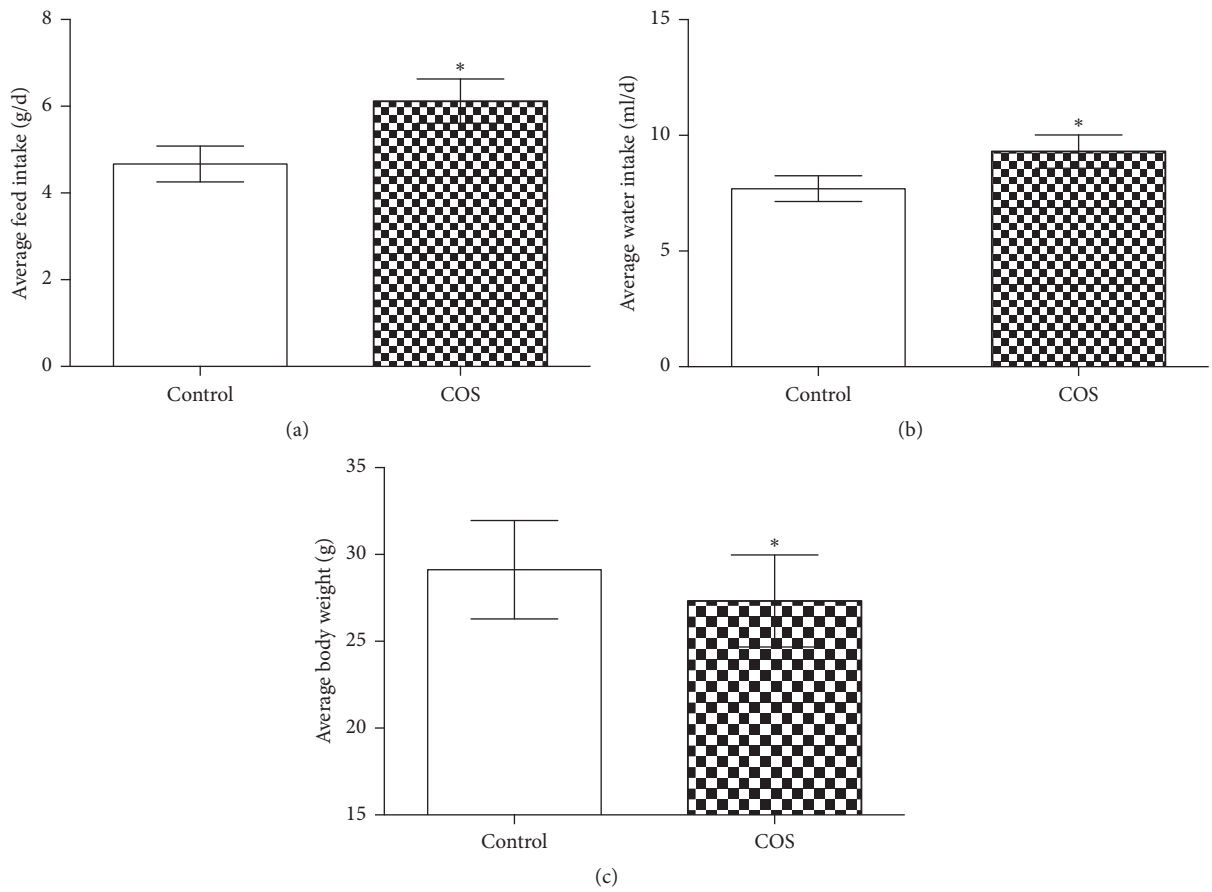 8
6
4
2
0
Average feed intake (g/d)
*
Control
COS
(a)
15
10
5
0
Average water intake (ml/d)
*
Control
COS
(b)
35
30
25
20
15
Average body weight (g)
*
Control
COS
(c)